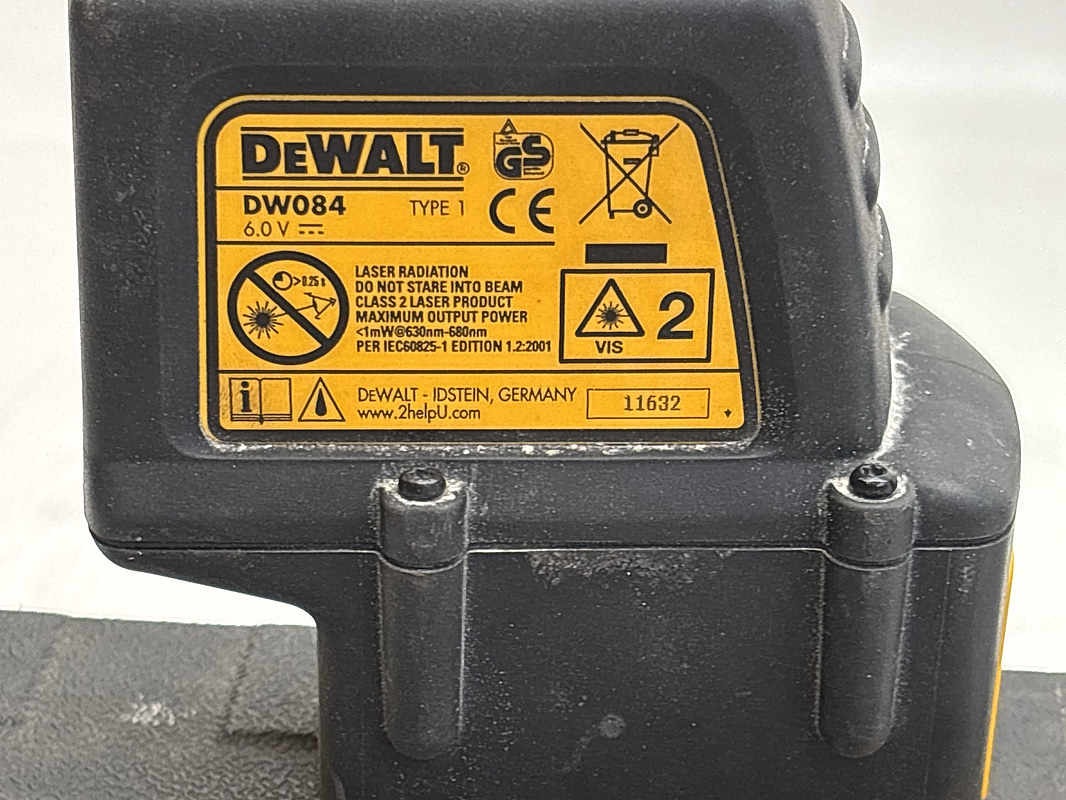 DEWALT®
GS
DW084 TYPE 1
CE
6.0 V
>0.25 s
LASER RADIATION
DO NOT STARE INTO BEAM
CLASS 2 LASER PRODUCT
MAXIMUM OUTPUT POWER
<1mW@630nm-680nm
PER IEC60825-1 EDITION 1.2:2001
2
VIS
i
DEWALT - IDSTEIN, GERMANY
www.2helpU.com
11632